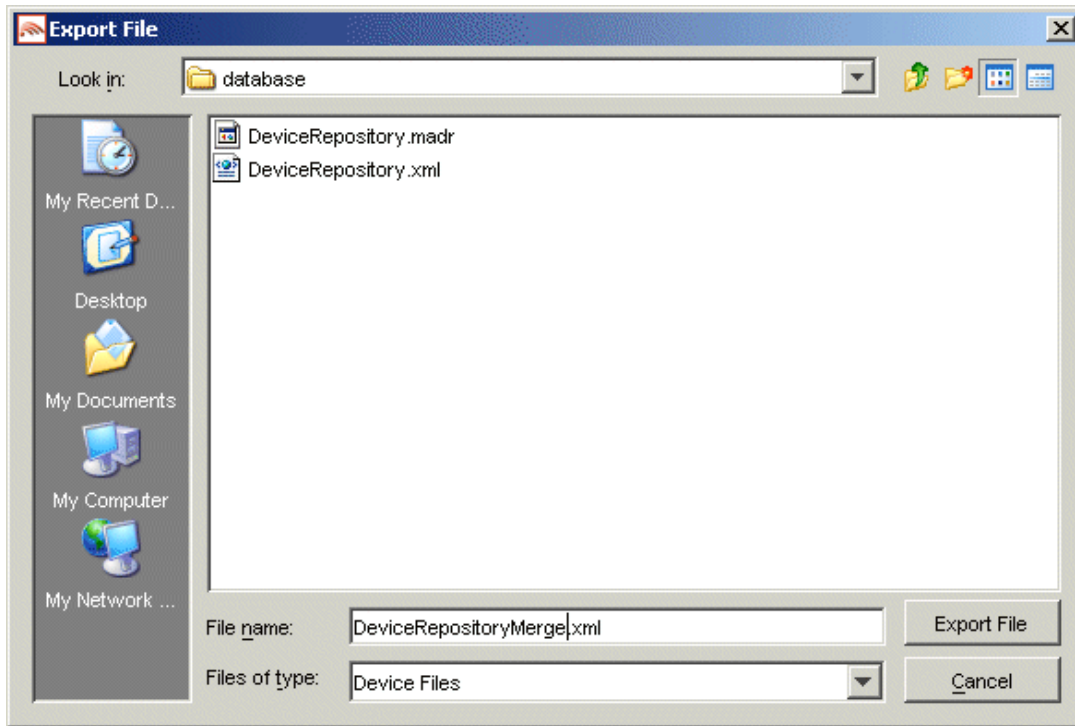 Export File
Look in:
database
DeviceRepository.madr
DeviceRepository.xml
My Recent D...
Desktop
My Documents
My Computer
My Network ...
File name:
DeviceRepositoryMerge.xml
Export File
Files of type:
Device Files
Cancel